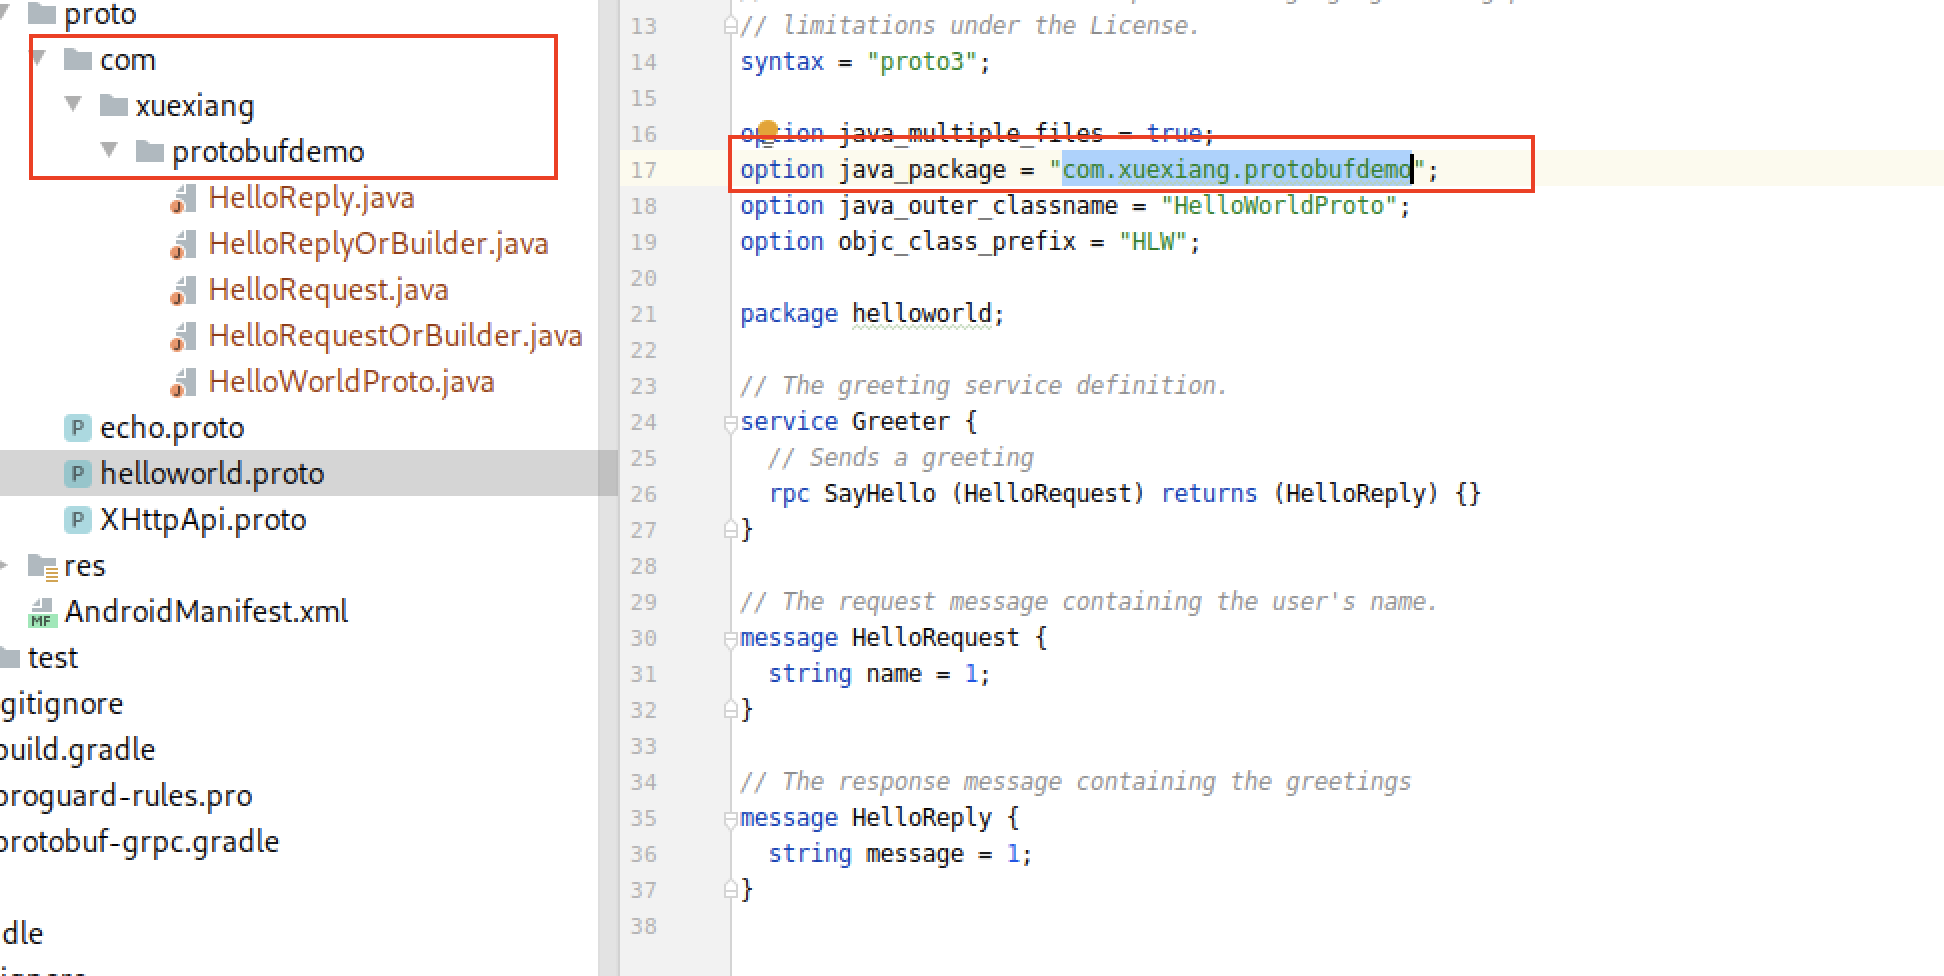 proto
com
xuexiang
protobufdemo
HelloReply.java
HelloReplyOrBuilder.java
HelloRequest.java
HelloRequestOrBuilder.java
HelloWorldProto.java
echo.proto
helloworld.proto
XHttpApi.proto
res
AndroidManifest.xml
test
gitignore
build.gradle
proguard-rules.pro
protobuf-grpc.gradle
dle
13 // limitations under the License.
14 syntax = "proto3";
15
16 option java_multiple_files = true;
17 option java_package = "com.xuexiang.protobufdemo";
18 option java_outer_classname = "HelloWorldProto";
19 option objc_class_prefix = "HLW";
20
21 package helloworld;
22
23 // The greeting service definition.
24 service Greeter {
25 // Sends a greeting
26 rpc SayHello (HelloRequest) returns (HelloReply) {}
27 }
28
29 // The request message containing the user's name.
30 message HelloRequest {
31 string name = 1;
32 }
33
34 // The response message containing the greetings
35 message HelloReply {
36 string message = 1;
37 }
38